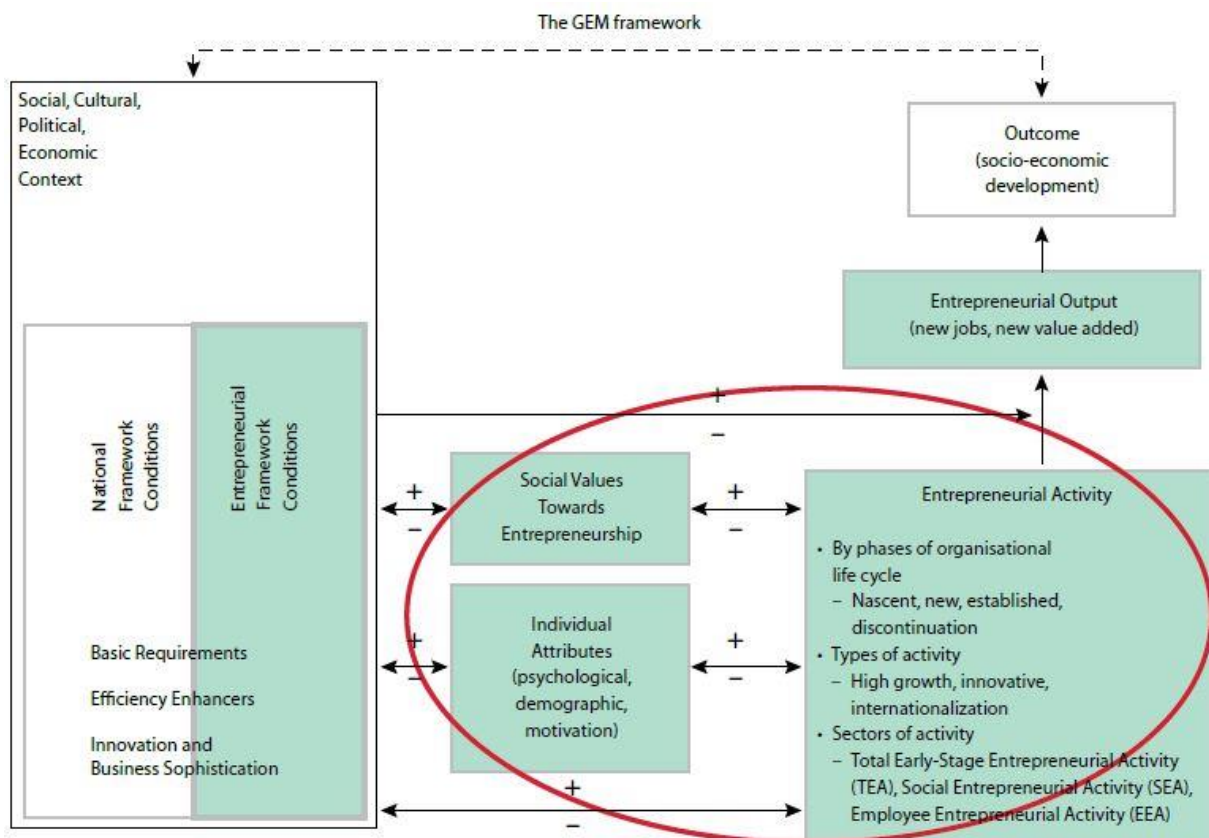 The GEM framework
Social, Cultural,
Political,
Economic
Context
Outcome
(socio-economic
development)
Entrepreneurial Output
(new jobs, new value added)
National
Framework
Conditions
Entrepreneurial
Framework
Conditions
+
–
+
–
Social Values
Towards
Entrepreneurship
+
–
Entrepreneurial Activity
• By phases of organisational
life cycle
– Nascent, new, established,
discontinuation
• Types of activity
– High growth, innovative,
internationalization
• Sectors of activity
– Total Early-Stage Entrepreneurial Activity
(TEA), Social Entrepreneurial Activity (SEA),
Employee Entrepreneurial Activity (EEA)
+
–
Individual
Attributes
(psychological,
demographic,
motivation)
+
–
Basic Requirements
Efficiency Enhancers
Innovation and
Business Sophistication
+
–